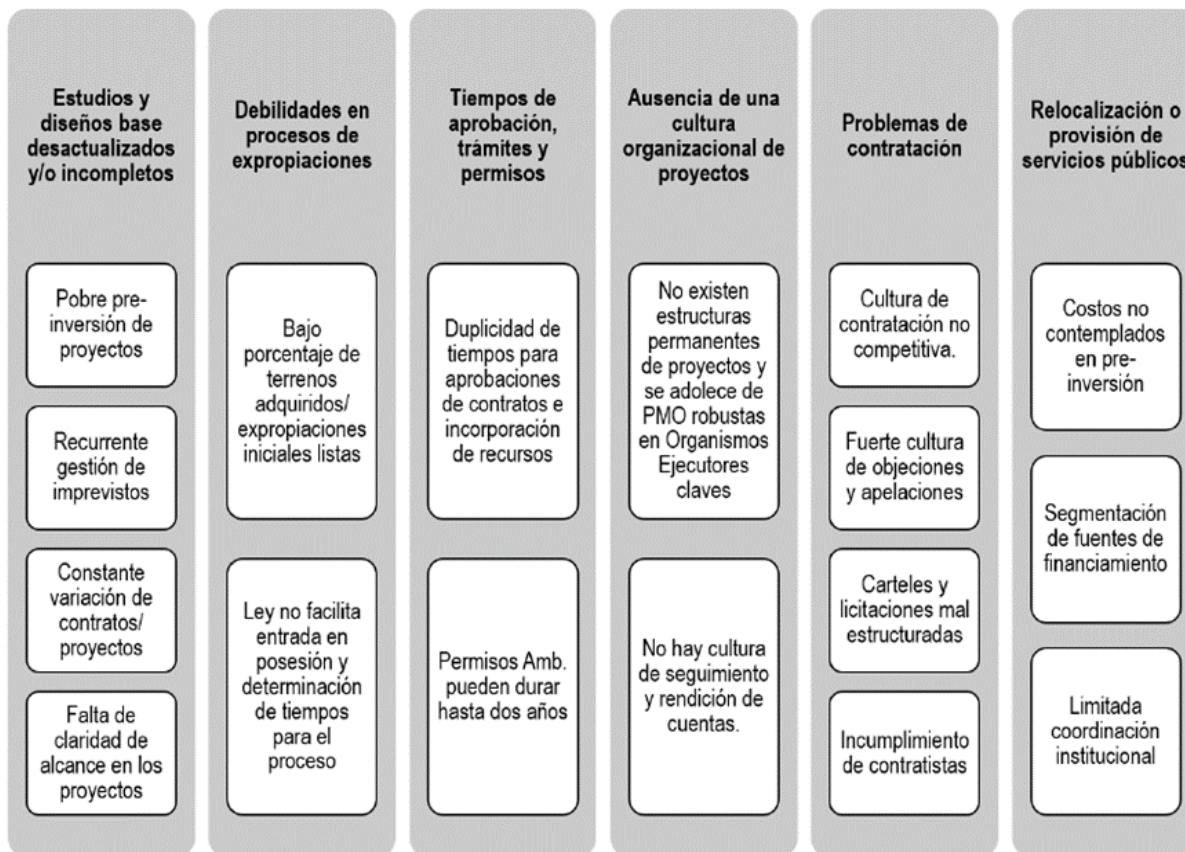 Estudios y
diseños base
desactualizados
y/o incompletos
Pobre pre-
inversión de
proyectos
Recurrente
gestión de
imprevistos
Constante
variación de
contratos/
proyectos
Falta de
claridad de
alcance en los
proyectos
Debilidades en
procesos de
expropiaciones
Bajo
porcentaje de
terrenos
adquiridos/
expropiaciones
iniciales listas
Ley no facilita
entrada en
posesión y
determinación
de tiempos
para el
proceso
Tiempos de
aprobación,
trámites y
permisos
Duplicidad de
tiempos para
aprobaciones
de contratos e
incorporación
de recursos
Permisos Amb.
pueden durar
hasta dos años
Ausencia de una
cultura
organizacional de
proyectos
No existen
estructuras
permanentes
de proyectos y
se adolece de
PMO robustas
en Organismos
Ejecutores
claves
No hay cultura
de seguimiento
y rendición de
cuentas.
Problemas de
contratación
Cultura de
contratación no
competitiva.
Fuerte cultura
de objeciones
y apelaciones
Carteles y
licitaciones mal
estructuradas
Incumplimiento
de contratistas
Relocalización o
provisión de
servicios públicos
Costos no
contemplados
en pre-
inversión
Segmentación
de fuentes de
financiamiento
Limitada
coordinación
institucional